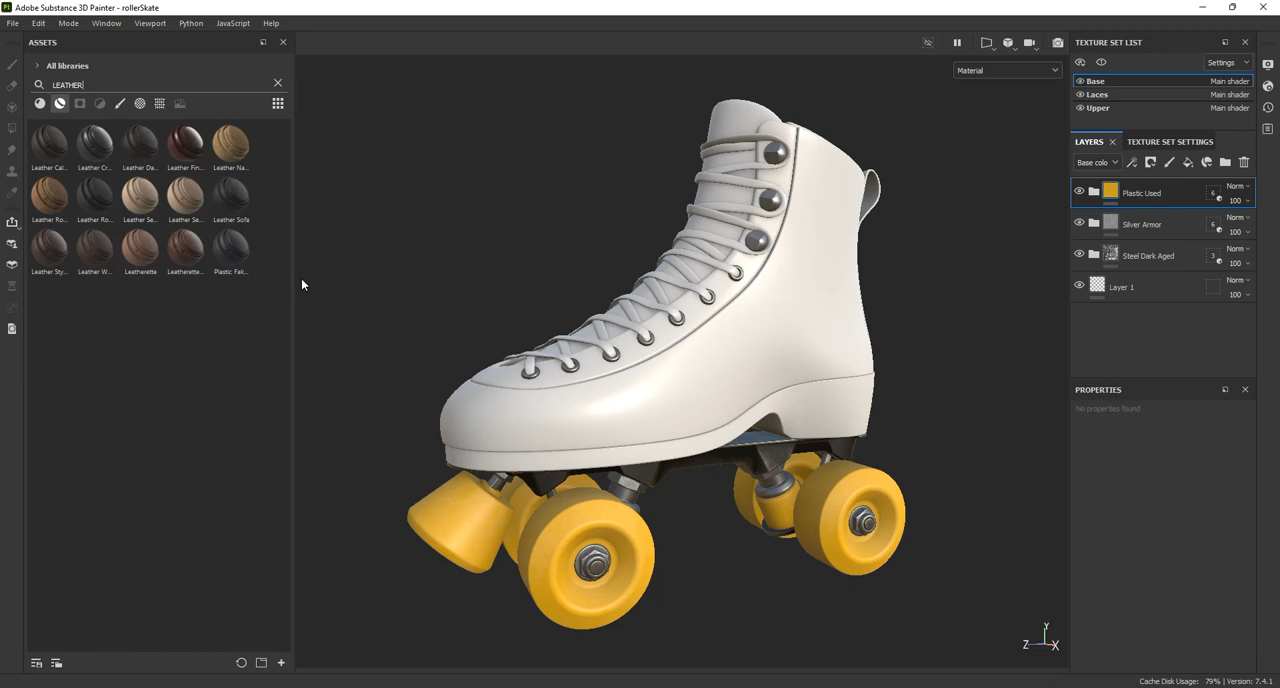 Pt Adobe Substance 3D Painter - rollerSkate
File Edit Mode Window Viewport Python JavaScript Help
ASSETS
All libraries
LEATHER
Leather Cal... Leather Cr... Leather Da... Leather Fin... Leather Na...
Leather Ro... Leather Ro... Leather Se... Leather Se... Leather Sofa
Leather Sty... Leather W... Leatherette Leatherette... Plastic Fak...
Material
Y
Z X
TEXTURE SET LIST
Settings
Base Main shader
Laces Main shader
Upper Main shader
LAYERS TEXTURE SET SETTINGS
Base colo
Plastic Used 6 Norm
100
Silver Armor 6 Norm
100
Steel Dark Aged 3 Norm
100
Layer 1 Norm
100
PROPERTIES
No properties found
Cache Disk Usage: 79% | Version: 7.4.1